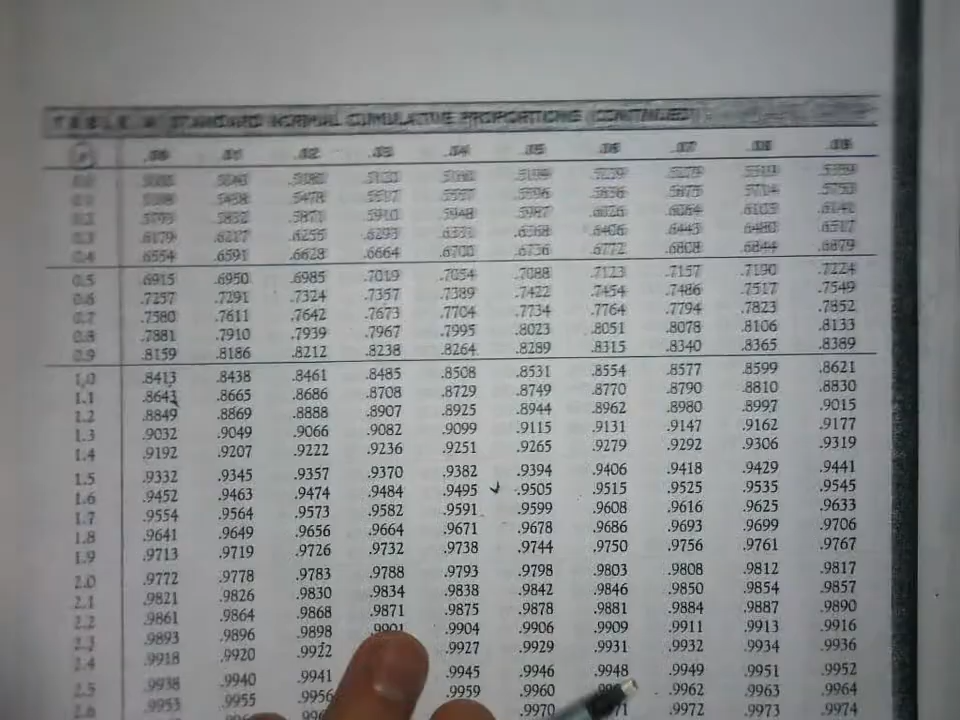 TABLE A STANDARD NORMAL CUMULATIVE PROPORTIONS (CONTINUED)
.00 .01 .02 .03 .04 .05 .06 .07 .08 .09
0.4 .6554 .6591 .6628 .6664 .6700 .6736 .6772 .6808 .6844 .6879
0.5 .6915 .6950 .6985 .7019 .7054 .7088 .7123 .7157 .7190 .7224
0.6 .7257 .7291 .7324 .7357 .7389 .7422 .7454 .7486 .7517 .7549
0.7 .7580 .7611 .7642 .7673 .7704 .7734 .7764 .7794 .7823 .7852
0.8 .7881 .7910 .7939 .7967 .7995 .8023 .8051 .8078 .8106 .8133
0.9 .8159 .8186 .8212 .8238 .8264 .8289 .8315 .8340 .8365 .8389
1.0 .8413 .8438 .8461 .8485 .8508 .8531 .8554 .8577 .8599 .8621
1.1 .8643 .8665 .8686 .8708 .8729 .8749 .8770 .8790 .8810 .8830
1.2 .8849 .8869 .8888 .8907 .8925 .8944 .8962 .8980 .8997 .9015
1.3 .9032 .9049 .9066 .9082 .9099 .9115 .9131 .9147 .9162 .9177
1.4 .9192 .9207 .9222 .9236 .9251 .9265 .9279 .9292 .9306 .9319
1.5 .9332 .9345 .9357 .9370 .9382 .9394 .9406 .9418 .9429 .9441
1.6 .9452 .9463 .9474 .9484 .9495 .9505 .9515 .9525 .9535 .9545
1.7 .9554 .9564 .9573 .9582 .9591 .9599 .9608 .9616 .9625 .9633
1.8 .9641 .9649 .9656 .9664 .9671 .9678 .9686 .9693 .9699 .9706
1.9 .9713 .9719 .9726 .9732 .9738 .9744 .9750 .9756 .9761 .9767
2.0 .9772 .9778 .9783 .9788 .9793 .9798 .9803 .9808 .9812 .9817
2.1 .9821 .9826 .9830 .9834 .9838 .9842 .9846 .9850 .9854 .9857
2.2 .9861 .9864 .9868 .9871 .9875 .9878 .9881 .9884 .9887 .9890
2.3 .9893 .9896 .9898 .9901 .9904 .9906 .9909 .9911 .9913 .9916
2.4 .9918 .9920 .9922 .9927 .9929 .9931 .9932 .9934 .9936
2.5 .9938 .9940 .9941 .9945 .9946 .9948 .9949 .9951 .9952
2.6 .9953 .9955 .9956 .9959 .9960 .9962 .9963 .9964
.9970 .9972 .9973 .9974